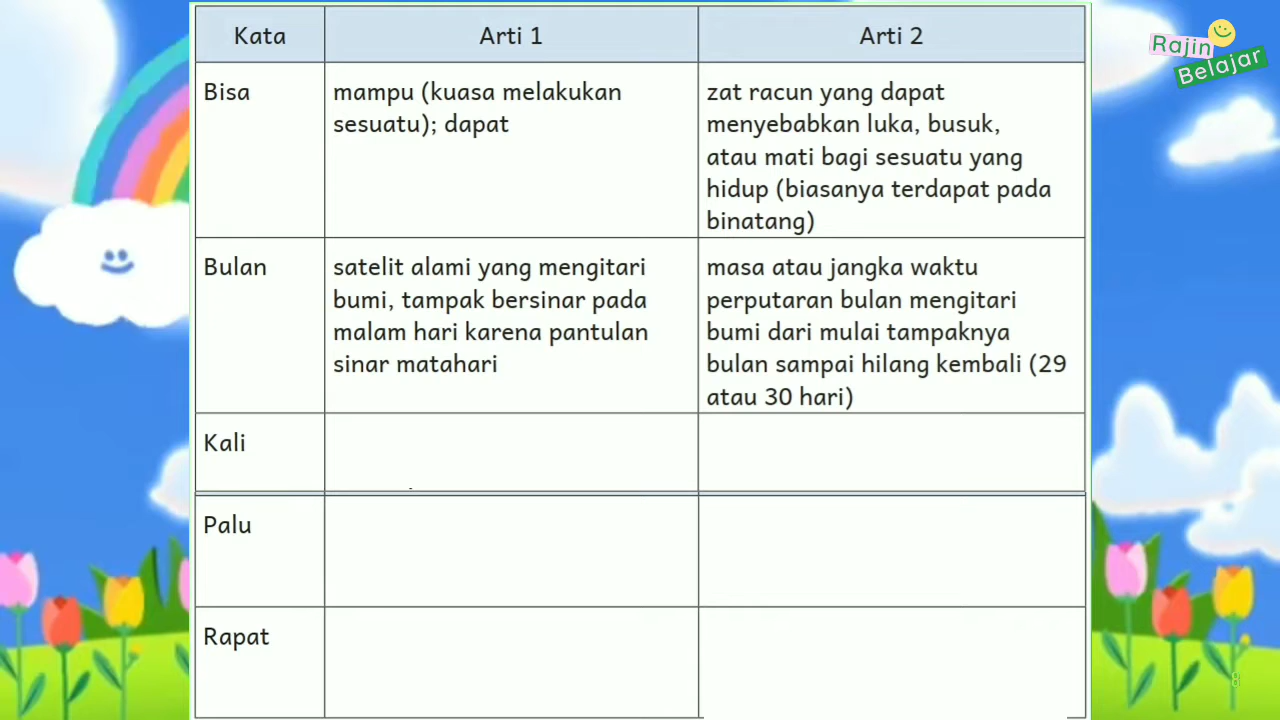 Kata Arti 1 Arti 2
Rajin
Belajar
Bisa
mampu (kuasa melakukan
sesuatu); dapat
zat racun yang dapat
menyebabkan luka, busuk,
atau mati bagi sesuatu yang
hidup (biasanya terdapat pada
binatang)
Bulan
satelit alami yang mengitari
bumi, tampak bersinar pada
malam hari karena pantulan
sinar matahari
masa atau jangka waktu
perputaran bulan mengitari
bumi dari mulai tampaknya
bulan sampai hilang kembali (29
atau 30 hari)
Kali
Palu
Rapat
8